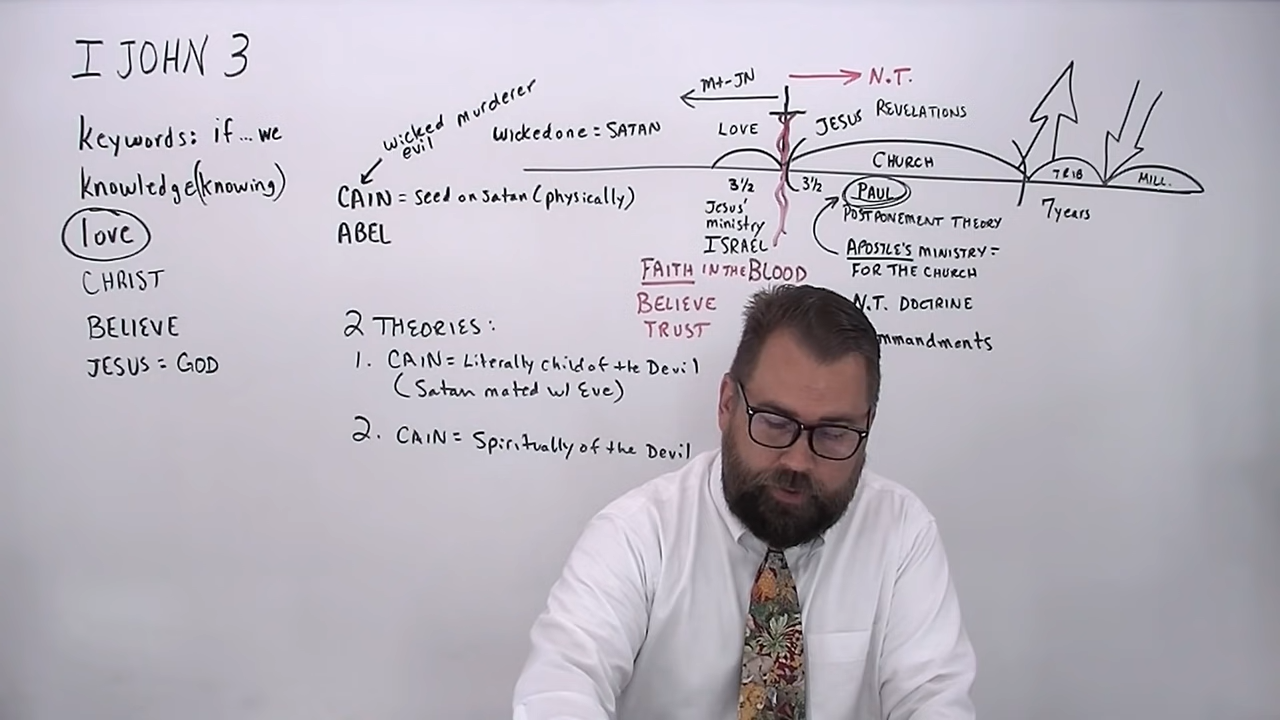 I JOHN 3
Keywords: if...we
Knowledge (knowing)
love
CHRIST
BELIEVE
JESUS = GOD
wicked murderer
evil
CAIN = seed on satan (physically)
ABEL
wickedone = SATAN
2 THEORIES:
1. CAIN = Literally child of the Devil
(Satan mated w/ Eve)
2. CAIN = Spiritually of the Devil
Mt-JN
N.T.
LOVE
JESUS REVELATIONS
CHURCH
TRIB
MILL.
3½
3½
PAUL
7 years
Jesus'
ministry
ISRAEL
POSTPONEMENT THEORY
APOSTLE'S MINISTRY =
FOR THE CHURCH
N.T. DOCTRINE
mmandments
FAITH IN THE BLOOD
BELIEVE
TRUST